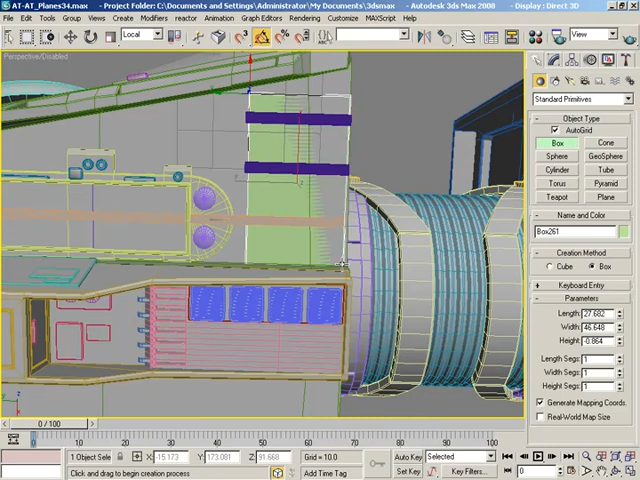 AT-AT_Planes34.max - Project Folder: C:\Documents and Settings\Administrator\My Documents\3dsmax - Autodesk 3ds Max 2008 - Display : Direct 3D
File Edit Tools Group Views Create Modifiers reactor Animation Graph Editors Rendering Customize MAXScript Help
Local View
Perspective/Disabled
Standard Primitives
Object Type
AutoGrid
Box Cone
Sphere GeoSphere
Cylinder Tube
Torus Pyramid
Teapot Plane
Name and Color
Box261
Creation Method
Cube Box
Keyboard Entry
Parameters
Length: 27.682
Width: 46.648
Height: -0.864
Length Segs: 1
Width Segs: 1
Height Segs: 1
Generate Mapping Coords.
Real-World Map Size
0 / 100
0 10 20 30 40 50 60 70 80 90 100
1 Object Sele X: -15.173 Y: 173.081 Z: 91.668 Grid = 10.0 Auto Key Selected
Click and drag to begin creation process Add Time Tag Set Key Key Filters... 0